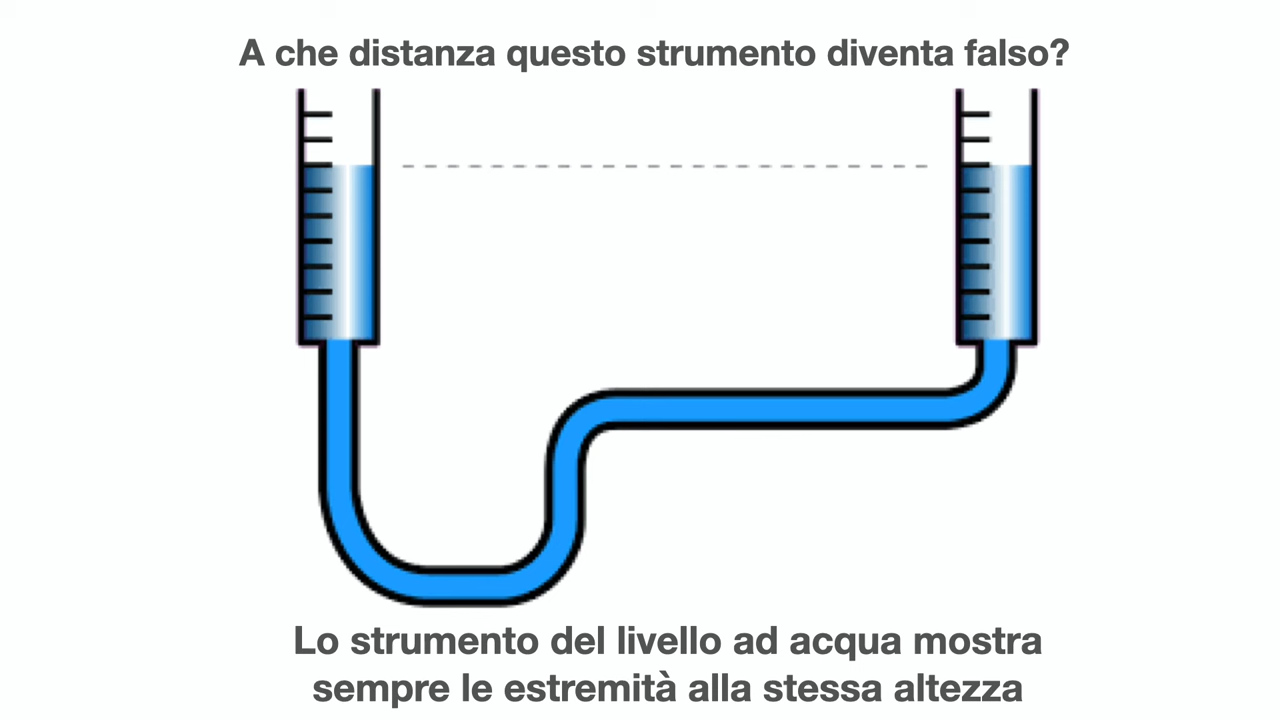 A che distanza questo strumento diventa falso?
Lo strumento del livello ad acqua mostra
sempre le estremità alla stessa altezza